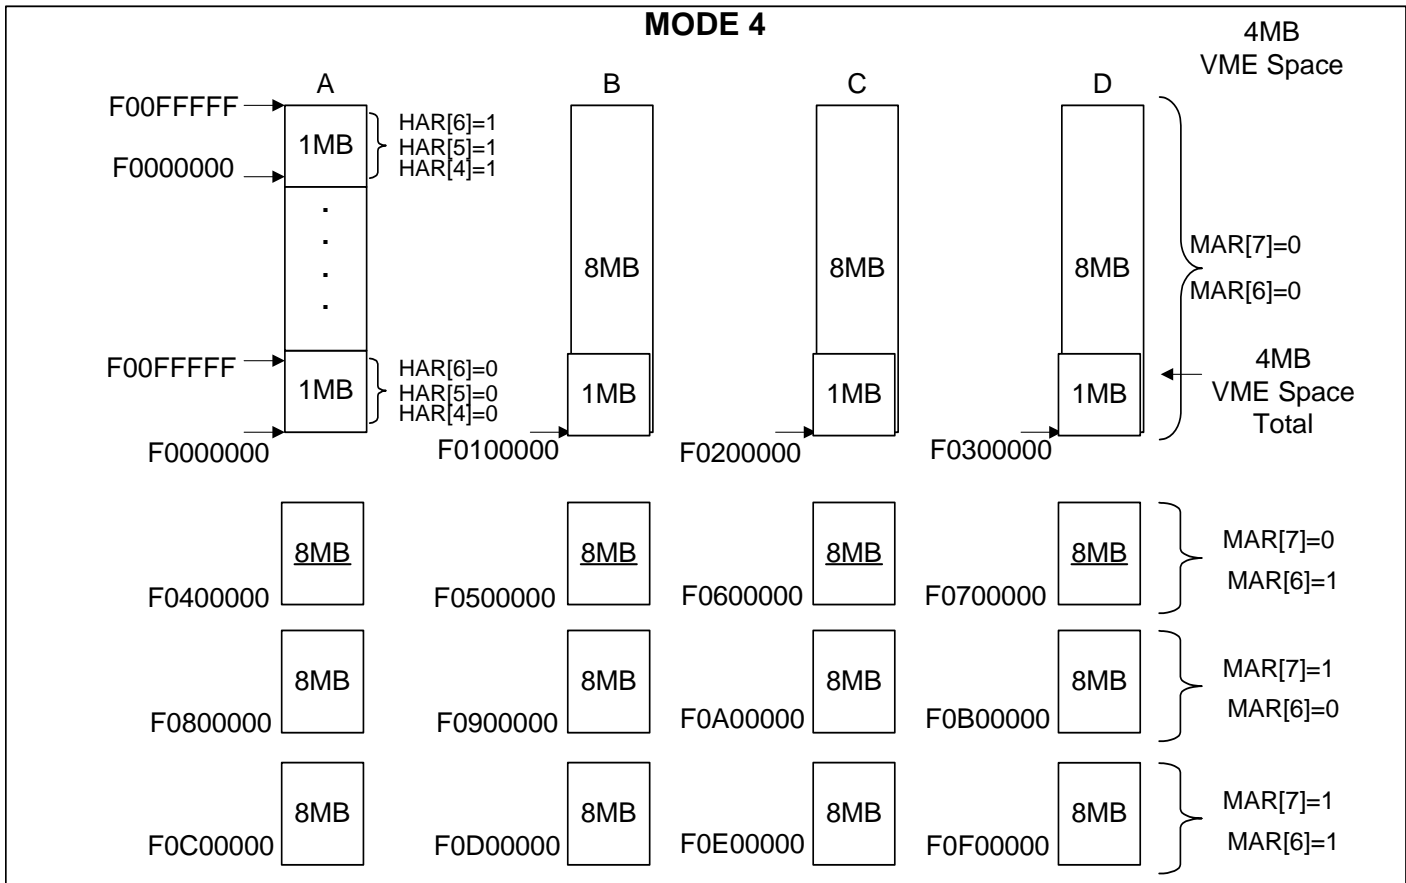 MODE 4
4MB
VME Space
A
B
C
D
F00FFFFF
1MB
HAR[6]=1
HAR[5]=1
HAR[4]=1
F0000000
8MB
8MB
8MB
MAR[7]=0
MAR[6]=0
F00FFFFF
1MB
HAR[6]=0
HAR[5]=0
HAR[4]=0
1MB
1MB
1MB
4MB
VME Space
Total
F0000000
F0100000
F0200000
F0300000
8MB
8MB
8MB
8MB
MAR[7]=0
MAR[6]=1
F0400000
F0500000
F0600000
F0700000
8MB
8MB
8MB
8MB
MAR[7]=1
MAR[6]=0
F0800000
F0900000
F0A00000
F0B00000
8MB
8MB
8MB
8MB
MAR[7]=1
MAR[6]=1
F0C00000
F0D00000
F0E00000
F0F00000